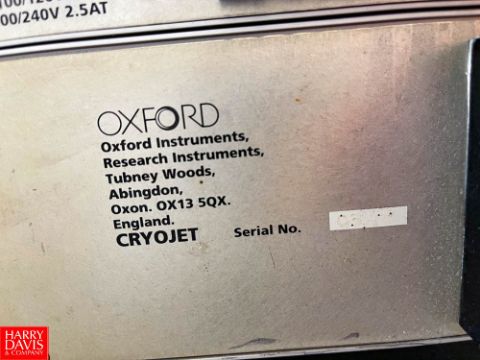 00/240V 2.5AT
OXFORD
Oxford Instruments,
Research Instruments,
Tubney Woods,
Abingdon,
Oxon. OX13 5QX.
England.
CRYOJET Serial No.
HARRY
DAVIS
& COMPANY